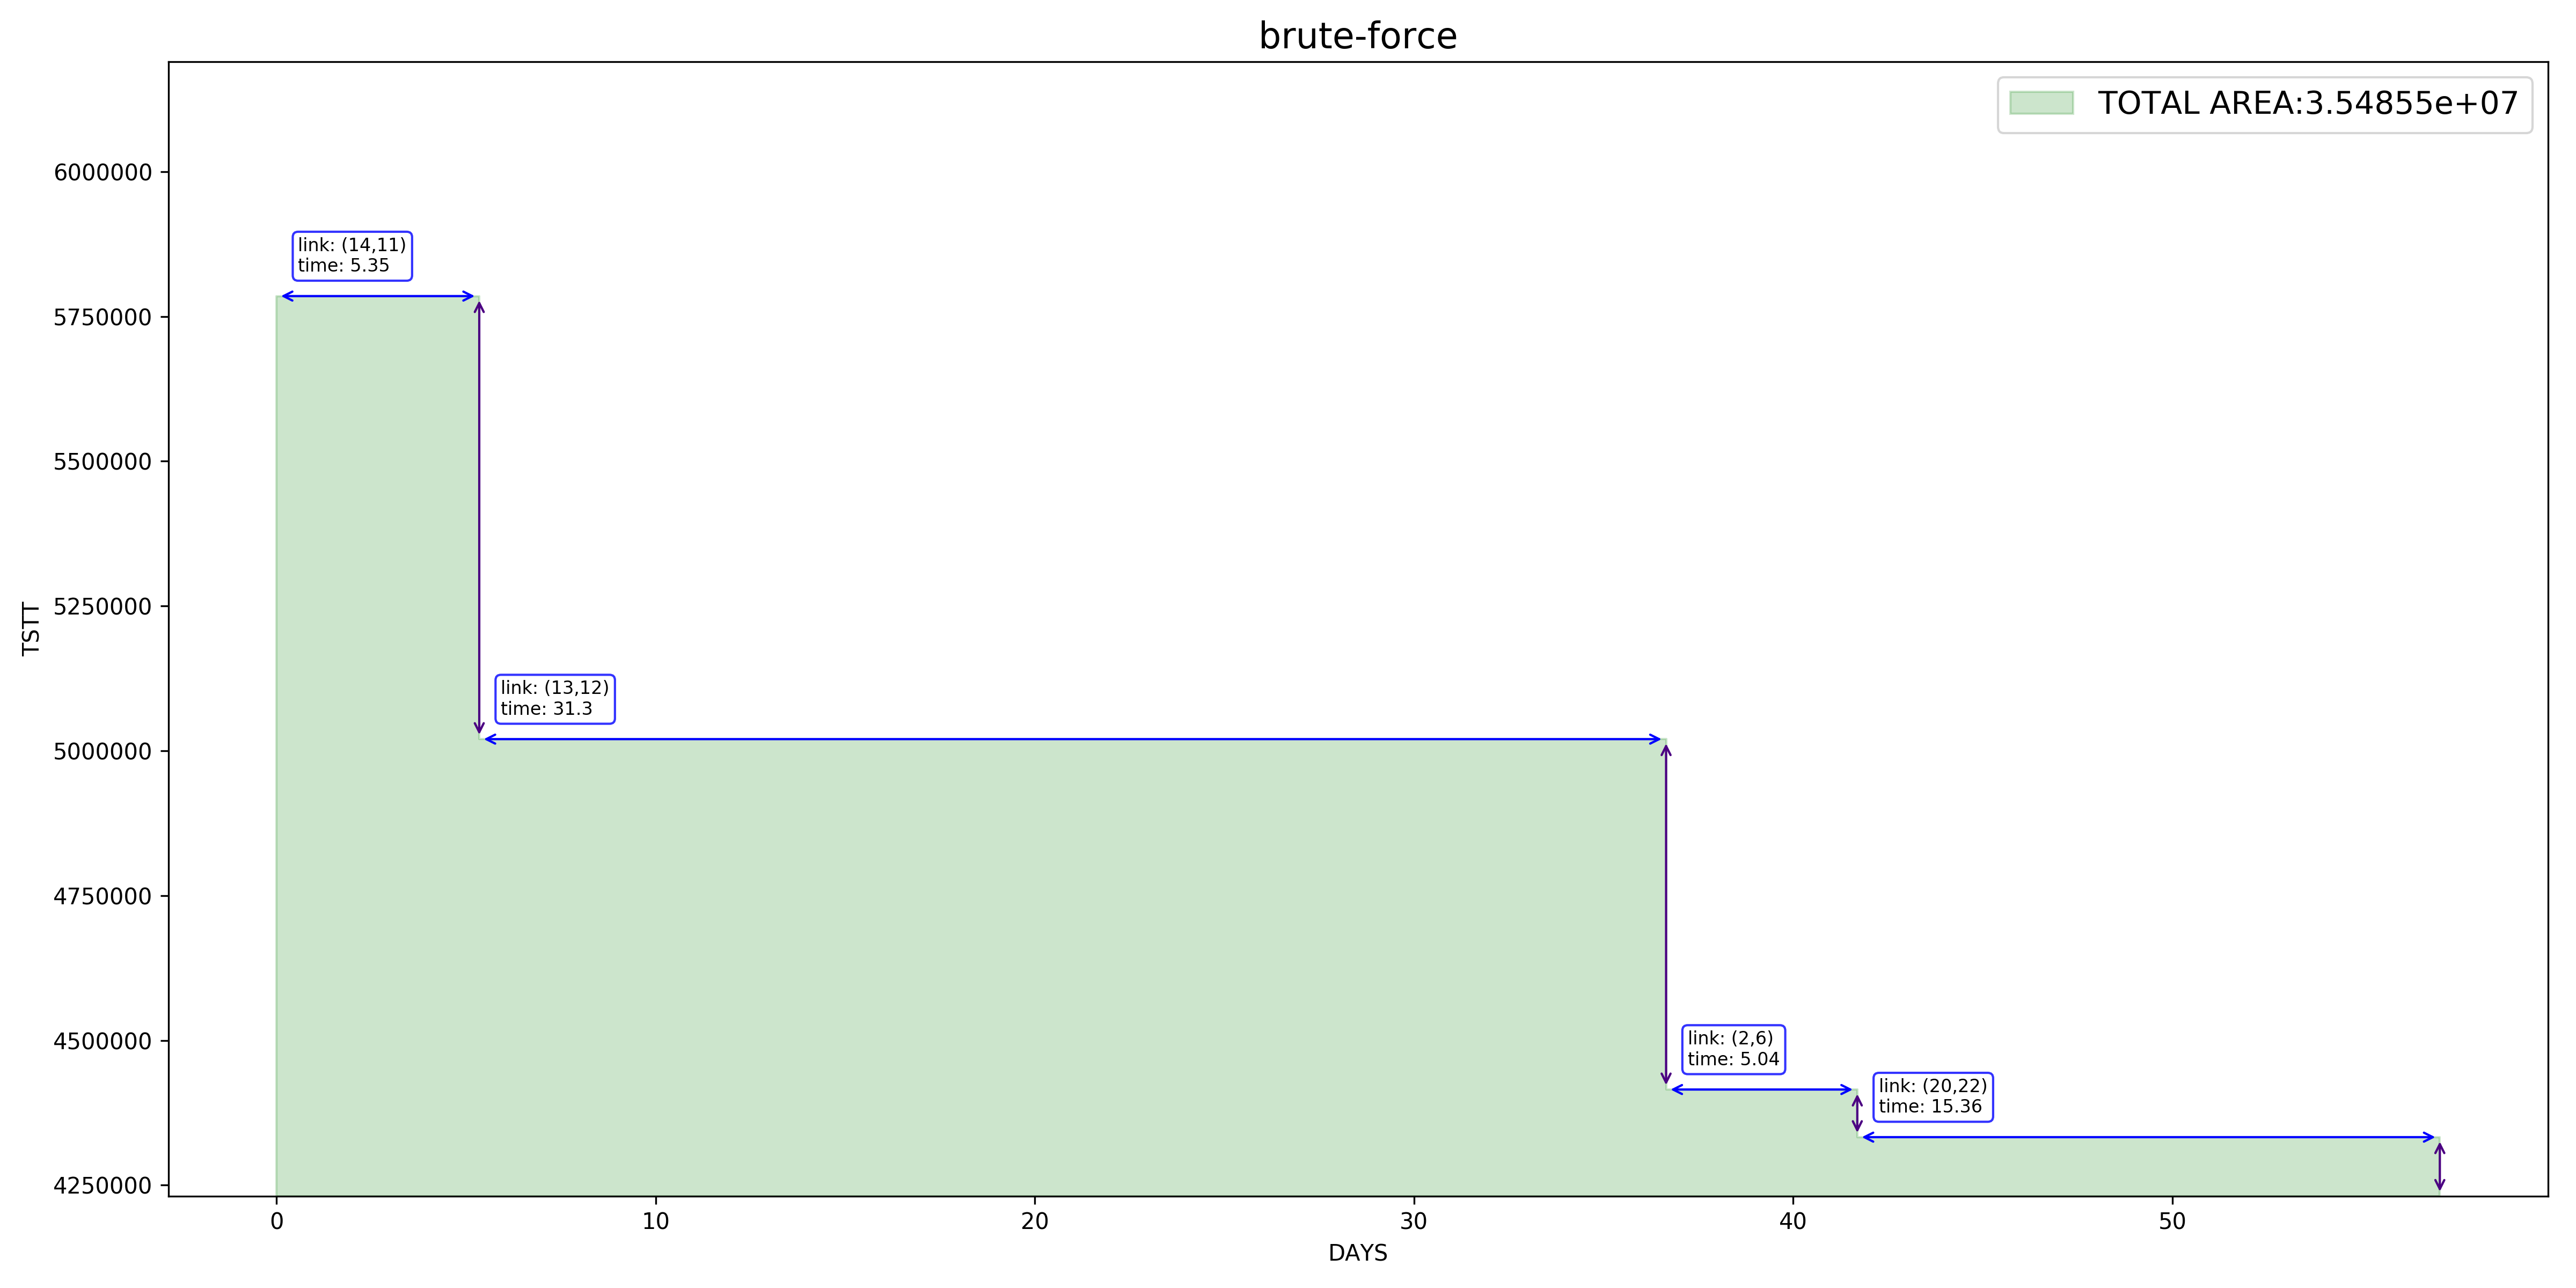 brute-force
TOTAL AREA:3.54855e+07
6000000
5750000
5500000
5250000
5000000
4750000
4500000
4250000
TSTT
link: (14,11)
time: 5.35
link: (13,12)
time: 31.3
link: (2,6)
time: 5.04
link: (20,22)
time: 15.36
0
10
20
30
40
50
DAYS